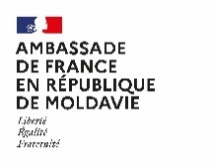 AMBASSADE
DE FRANCE
EN RÉPUBLIQUE
DE MOLDAVIE
Liberté
Égalité
Fraternité